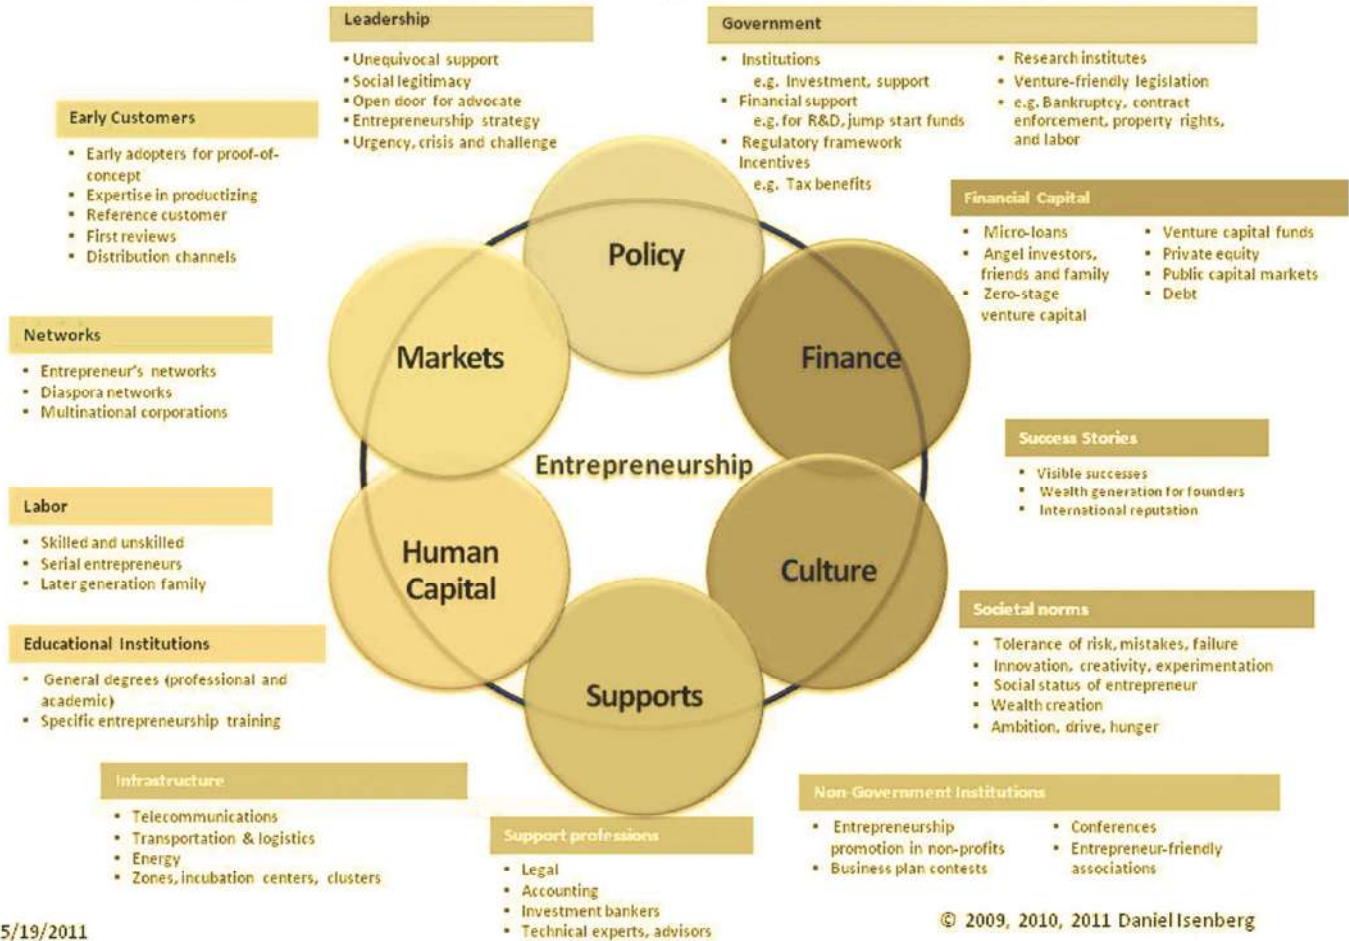 Leadership
▪ Unequivocal support
▪ Social legitimacy
▪ Open door for advocate
▪ Entrepreneurship strategy
▪ Urgency, crisis and challenge
Government
▪ Institutions
e.g. Investment, support
▪ Financial support
e.g. for R&D, jump start funds
▪ Regulatory framework
Incentives
e.g. Tax benefits
▪ Research institutes
▪ Venture-friendly legislation
▪ e.g. Bankruptcy, contract
enforcement, property rights,
and labor
Early Customers
▪ Early adopters for proof-of-
concept
▪ Expertise in productizing
▪ Reference customer
▪ First reviews
▪ Distribution channels
Financial Capital
▪ Micro-loans
▪ Angel investors,
friends and family
▪ Zero-stage
venture capital
▪ Venture capital funds
▪ Private equity
▪ Public capital markets
▪ Debt
Networks
▪ Entrepreneur's networks
▪ Diaspora networks
▪ Multinational corporations
Policy
Markets
Finance
Entrepreneurship
Human
Capital
Culture
Supports
Success Stories
▪ Visible successes
▪ Wealth generation for founders
▪ International reputation
Labor
▪ Skilled and unskilled
▪ Serial entrepreneurs
▪ Later generation family
Societal norms
▪ Tolerance of risk, mistakes, failure
▪ Innovation, creativity, experimentation
▪ Social status of entrepreneur
▪ Wealth creation
▪ Ambition, drive, hunger
Educational Institutions
▪ General degrees (professional and
academic)
▪ Specific entrepreneurship training
Infrastructure
▪ Telecommunications
▪ Transportation & logistics
▪ Energy
▪ Zones, incubation centers, clusters
Support professions
▪ Legal
▪ Accounting
▪ Investment bankers
▪ Technical experts, advisors
Non-Government Institutions
▪ Entrepreneurship
promotion in non-profits
▪ Business plan contests
▪ Conferences
▪ Entrepreneur-friendly
associations
5/19/2011
© 2009, 2010, 2011 Daniel Isenberg